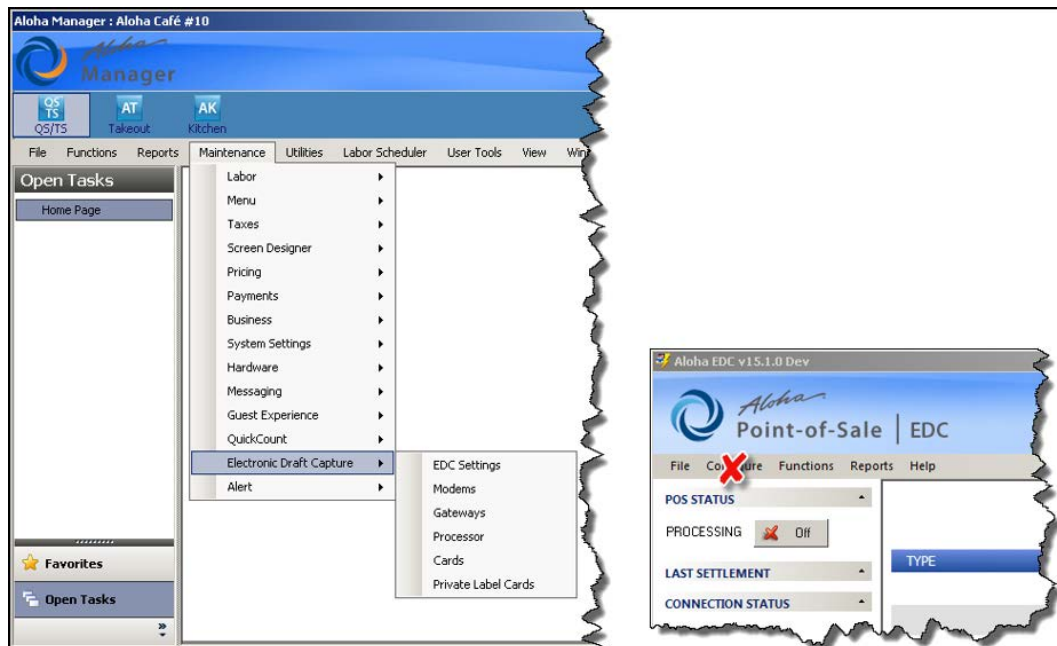 Aloha Manager : Aloha Café #10
Aloha
Manager
QS
TS
AT
AK
QS/TS Takeout Kitchen
File Functions Reports Maintenance Utilities Labor Scheduler User Tools View
Open Tasks
Home Page
Labor
Menu
Taxes
Screen Designer
Pricing
Payments
Business
System Settings
Hardware
Messaging
Guest Experience
QuickCount
Electronic Draft Capture
Alert
EDC Settings
Modems
Gateways
Processor
Cards
Private Label Cards
Favorites
Open Tasks
Aloha EDC v15.1.0 Dev
Aloha
Point-of-Sale | EDC
File Functions Reports Help
POS STATUS
PROCESSING Off
LAST SETTLEMENT
CONNECTION STATUS
TYPE